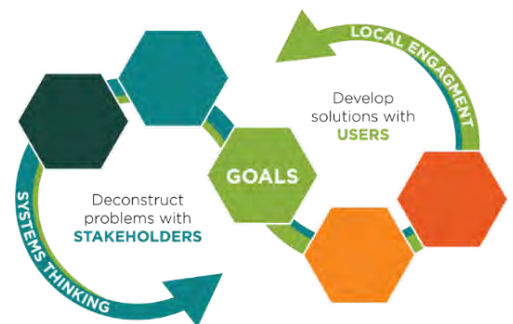 LOCAL ENGAGMENT
Develop
solutions with
USERS
GOALS
Deconstruct
problems with
STAKEHOLDERS
SYSTEMS THINKING